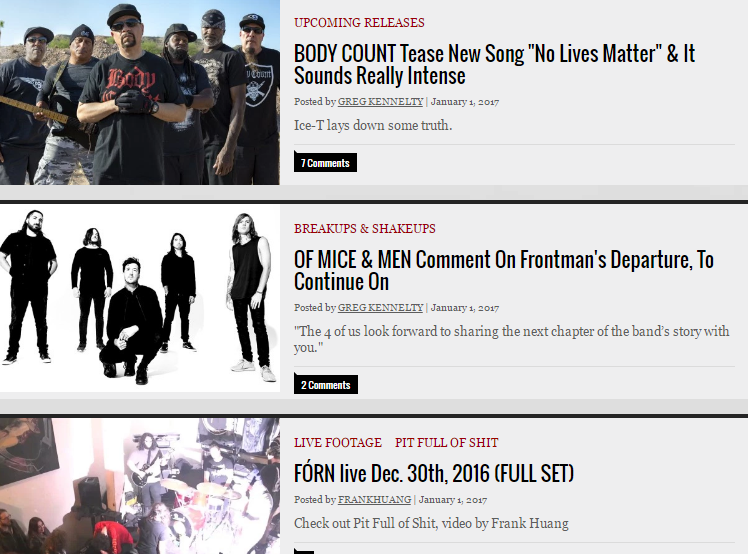 UPCOMING RELEASES
BODY COUNT Tease New Song "No Lives Matter" & It
Sounds Really Intense
Posted by GREG KENNELTY | January 1, 2017
Ice-T lays down some truth.
7 Comments
BREAKUPS & SHAKEUPS
OF MICE & MEN Comment On Frontman's Departure, To
Continue On
Posted by GREG KENNELTY | January 1, 2017
"The 4 of us look forward to sharing the next chapter of the band’s story with
you."
2 Comments
LIVE FOOTAGE PIT FULL OF SHIT
FÓRN live Dec. 30th, 2016 (FULL SET)
Posted by FRANKHUANG | January 1, 2017
Check out Pit Full of Shit, video by Frank Huang